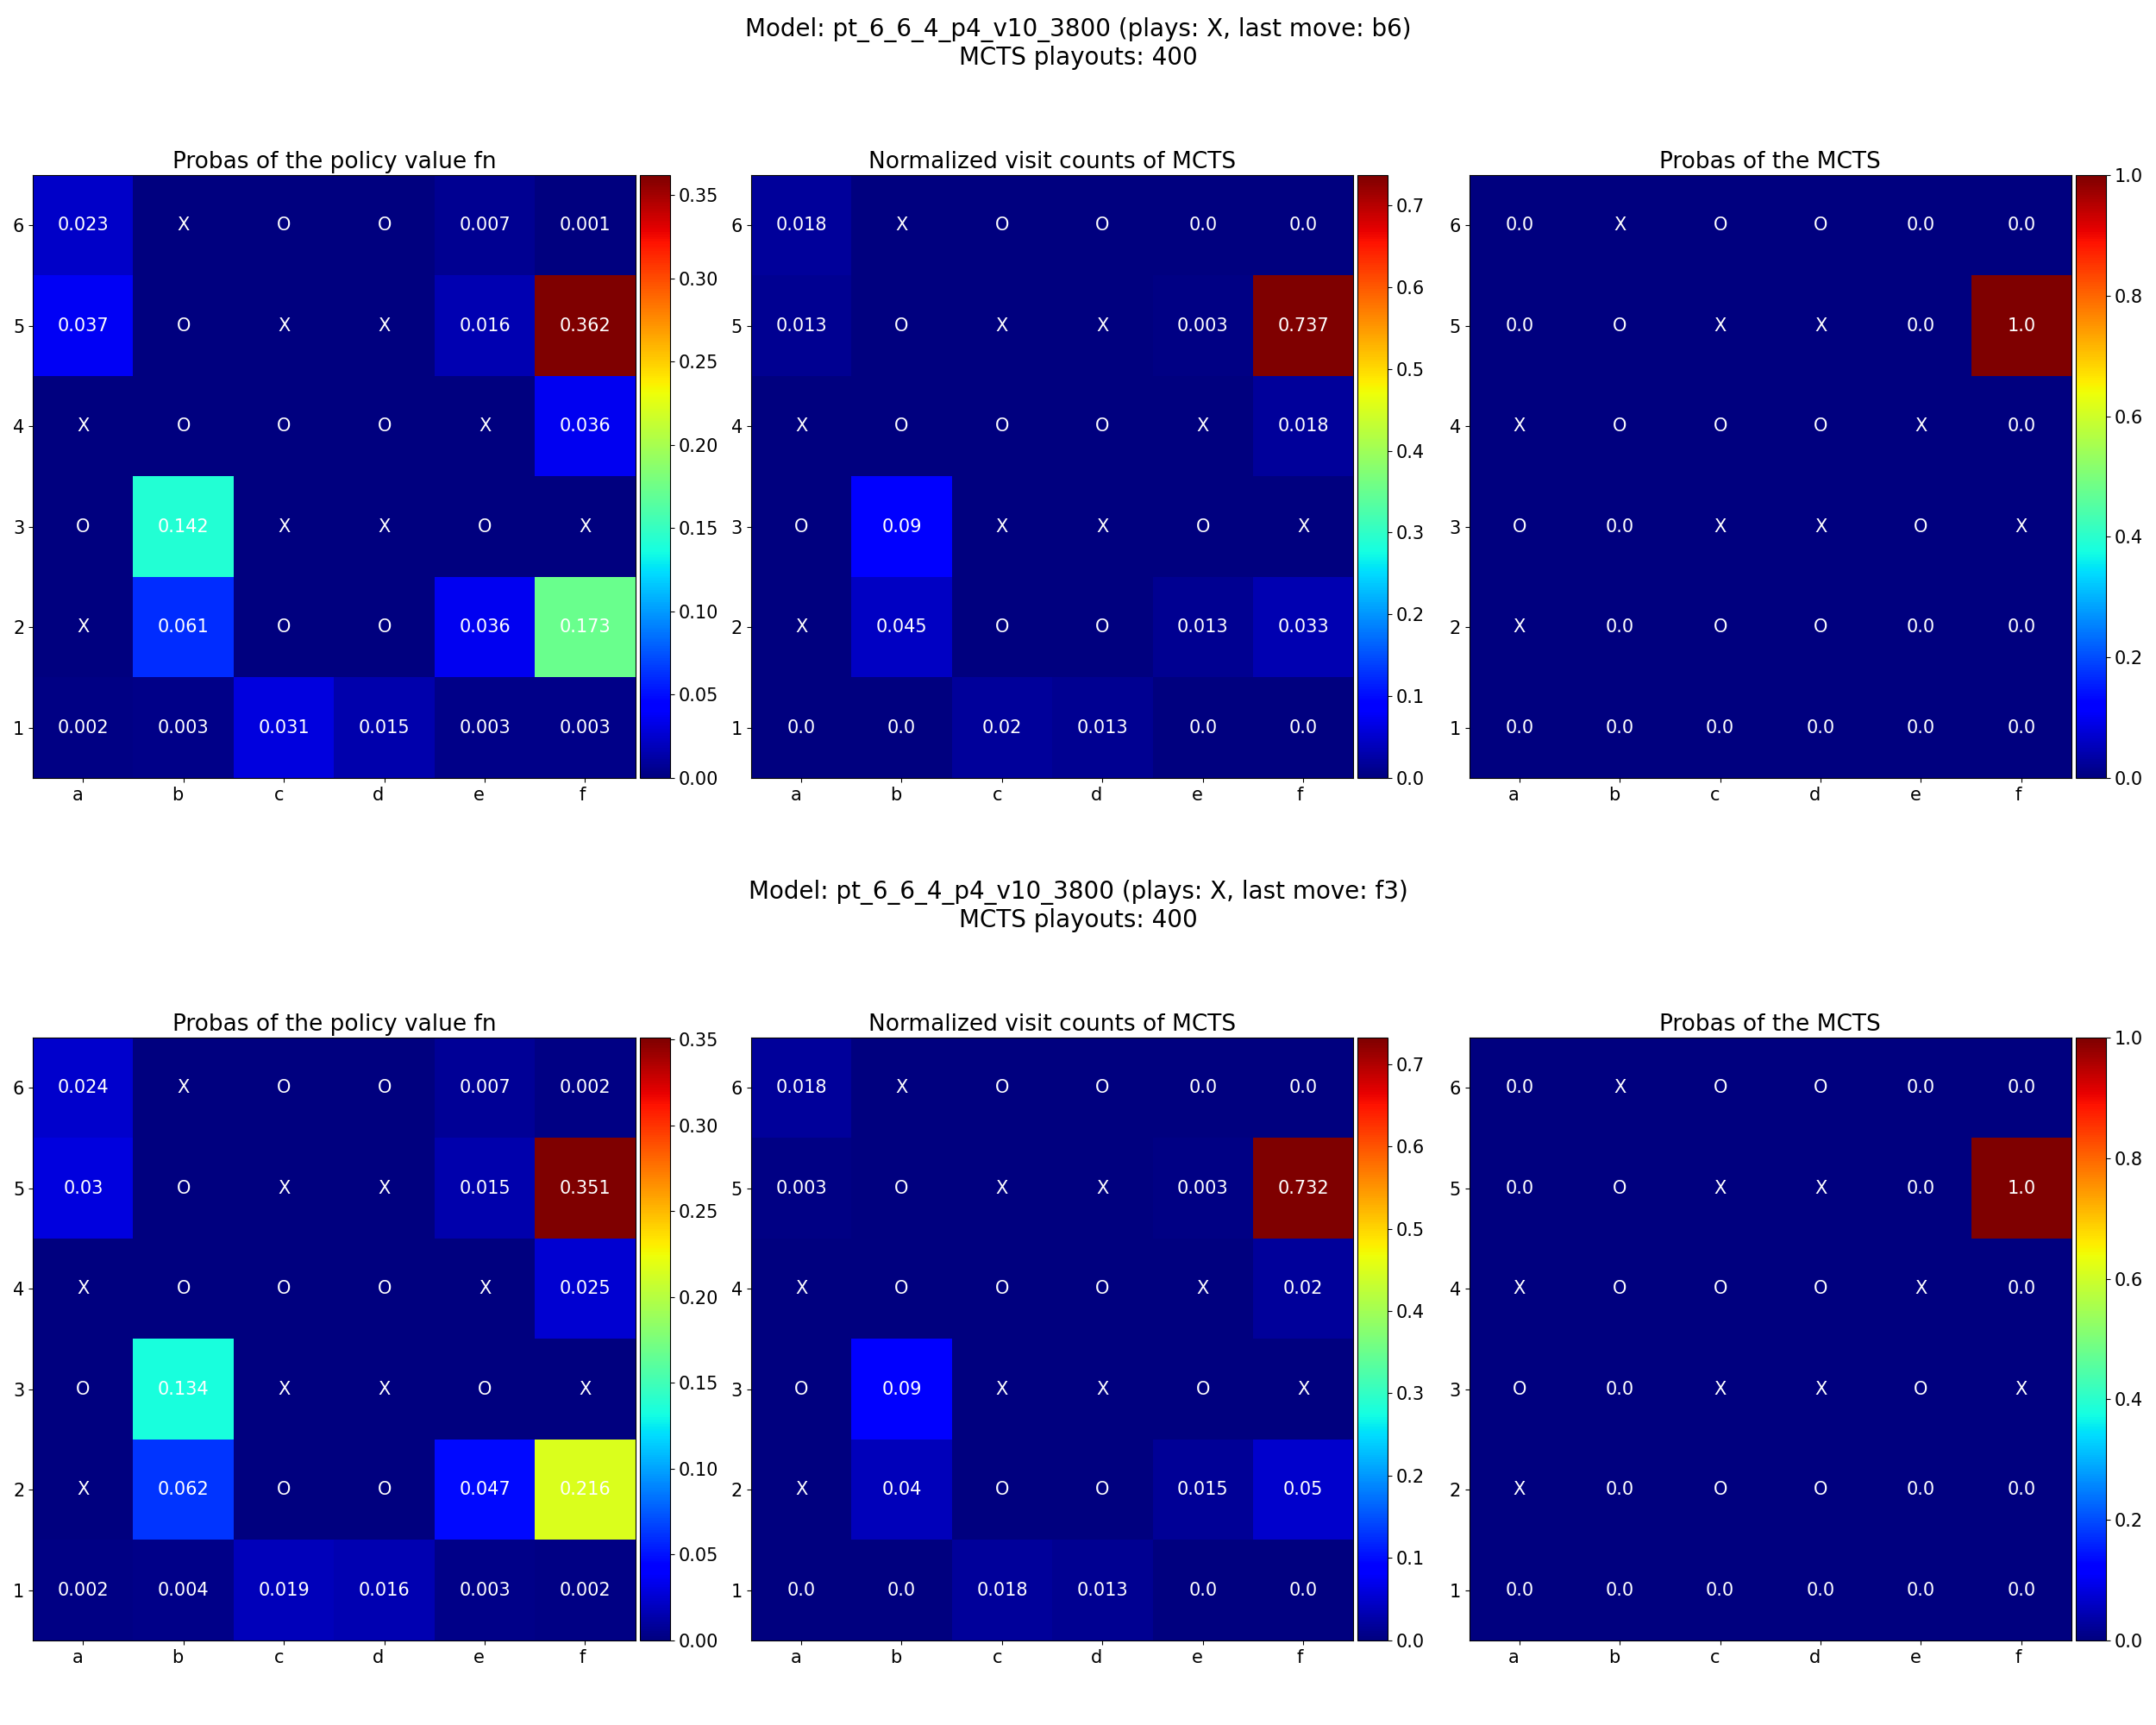 Model: pt_6_6_4_p4_v10_3800 (plays: X, last move: b6)
MCTS playouts: 400
Probas of the policy value fn
6 0.023 X O O 0.007 0.001
5 0.037 O X X 0.016 0.362
4 X O O O X 0.036
3 O 0.142 X X O X
2 X 0.061 O O 0.036 0.173
1 0.002 0.003 0.031 0.015 0.003 0.003
a b c d e f
0.35
0.30
0.25
0.20
0.15
0.10
0.05
0.00
Normalized visit counts of MCTS
6 0.018 X O O 0.0 0.0
5 0.013 O X X 0.003 0.737
4 X O O O X 0.018
3 O 0.09 X X O X
2 X 0.045 O O 0.013 0.033
1 0.0 0.0 0.02 0.013 0.0 0.0
a b c d e f
0.7
0.6
0.5
0.4
0.3
0.2
0.1
0.0
Probas of the MCTS
6 0.0 X O O 0.0 0.0
5 0.0 O X X 0.0 1.0
4 X O O O X 0.0
3 O 0.0 X X O X
2 X 0.0 O O 0.0 0.0
1 0.0 0.0 0.0 0.0 0.0 0.0
a b c d e f
1.0
0.8
0.6
0.4
0.2
0.0
Model: pt_6_6_4_p4_v10_3800 (plays: X, last move: f3)
MCTS playouts: 400
Probas of the policy value fn
6 0.024 X O O 0.007 0.002
5 0.03 O X X 0.015 0.351
4 X O O O X 0.025
3 O 0.134 X X O X
2 X 0.062 O O 0.047 0.216
1 0.002 0.004 0.019 0.016 0.003 0.002
a b c d e f
0.35
0.30
0.25
0.20
0.15
0.10
0.05
0.00
Normalized visit counts of MCTS
6 0.018 X O O 0.0 0.0
5 0.003 O X X 0.003 0.732
4 X O O O X 0.02
3 O 0.09 X X O X
2 X 0.04 O O 0.015 0.05
1 0.0 0.0 0.018 0.013 0.0 0.0
a b c d e f
0.7
0.6
0.5
0.4
0.3
0.2
0.1
0.0
Probas of the MCTS
6 0.0 X O O 0.0 0.0
5 0.0 O X X 0.0 1.0
4 X O O O X 0.0
3 O 0.0 X X O X
2 X 0.0 O O 0.0 0.0
1 0.0 0.0 0.0 0.0 0.0 0.0
a b c d e f
1.0
0.8
0.6
0.4
0.2
0.0